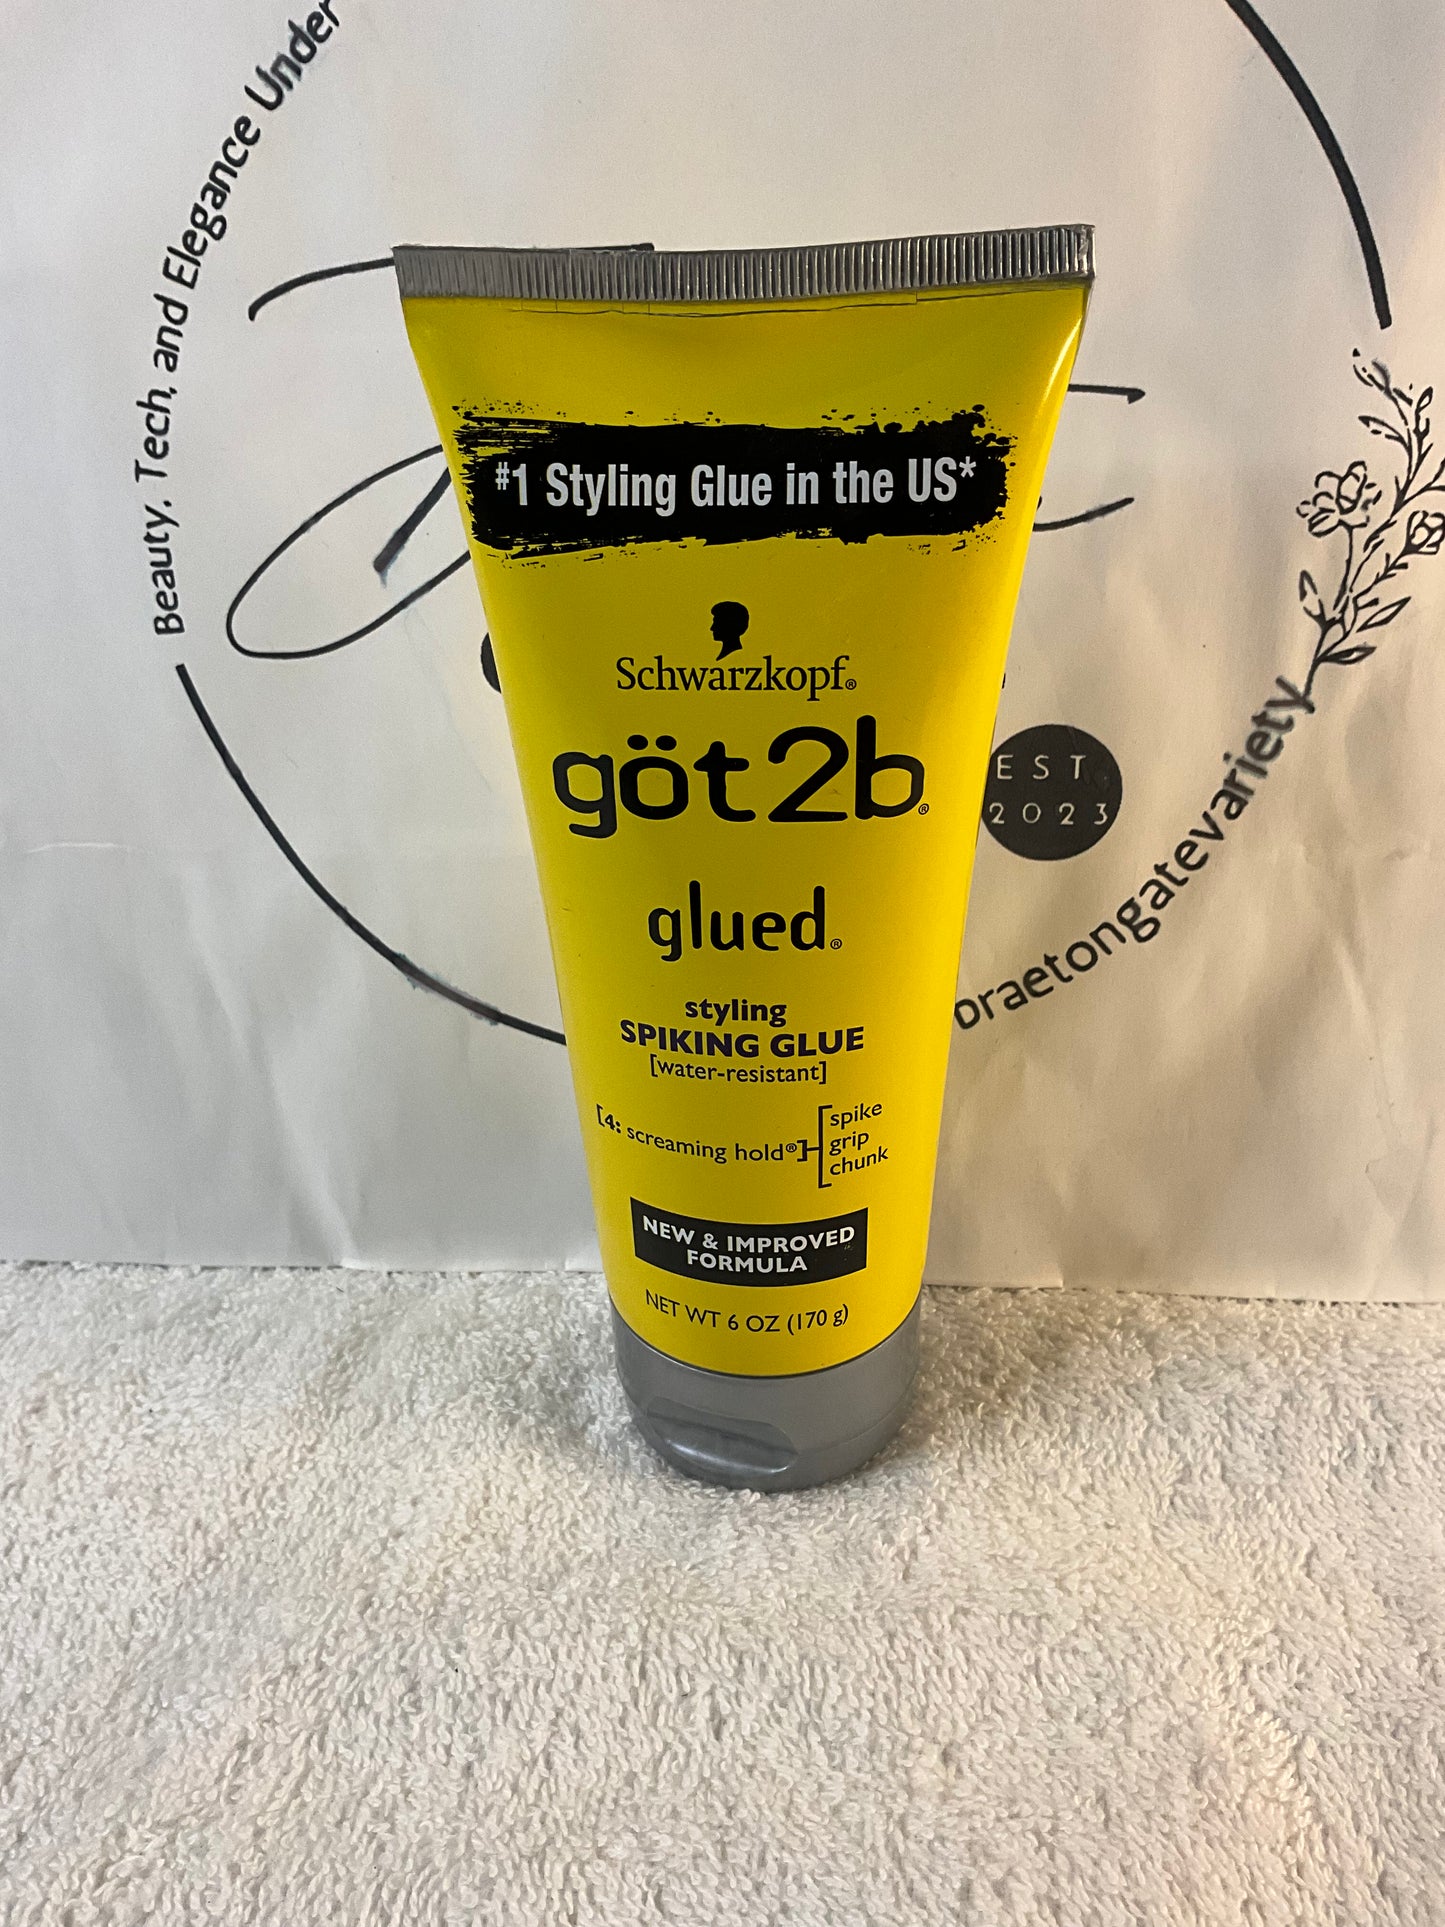 Beauty. Tech, and Elegance Under
#1 Styling Glue in the US*
Schwarzkopf®
göt2b®
glued®
styling
SPIKING GLUE
[water-resistant]
[4: screaming hold®]
spike
grip
chunk
NEW & IMPROVED
FORMULA
NET WT 6 OZ (170 g)
EST.
2023
braetongatevariety